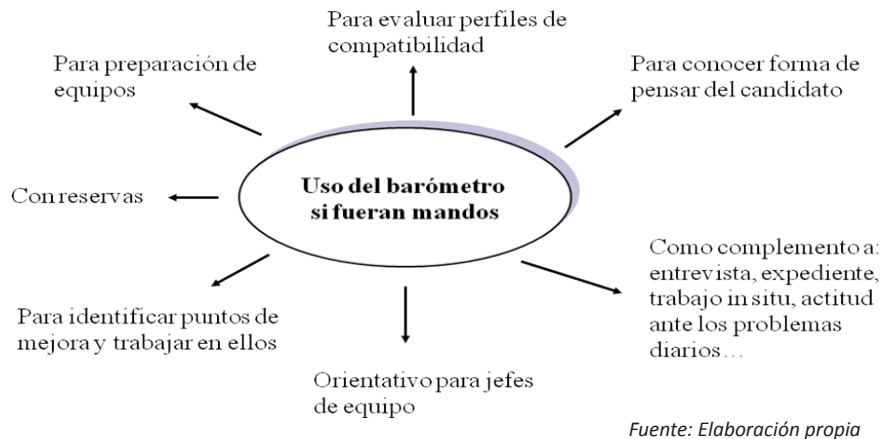 Para evaluar perfiles de
compatibilidad
Para preparación de
equipos
Para conocer forma de
pensar del candidato
Uso del barómetro
si fueran mandos
Con reservas
Como complemento a:
entrevista, expediente,
trabajo in situ, actitud
ante los problemas
diarios…
Para identificar puntos de
mejora y trabajar en ellos
Orientativo para jefes
de equipo
Fuente: Elaboración propia